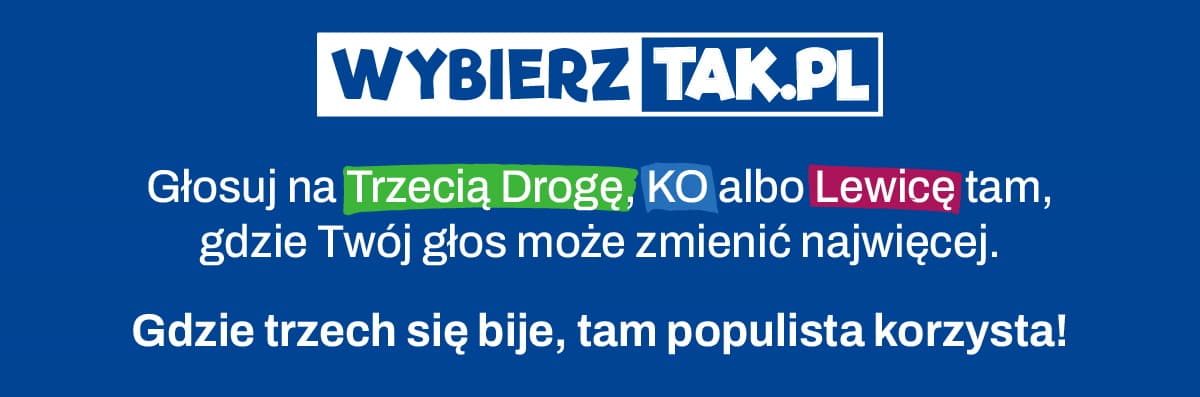 WYBIERZ TAK.PL
Głosuj na Trzecią Drogę, KO albo Lewicę tam,
gdzie Twój głos może zmienić najwięcej.
Gdzie trzech się bije, tam populista korzysta!